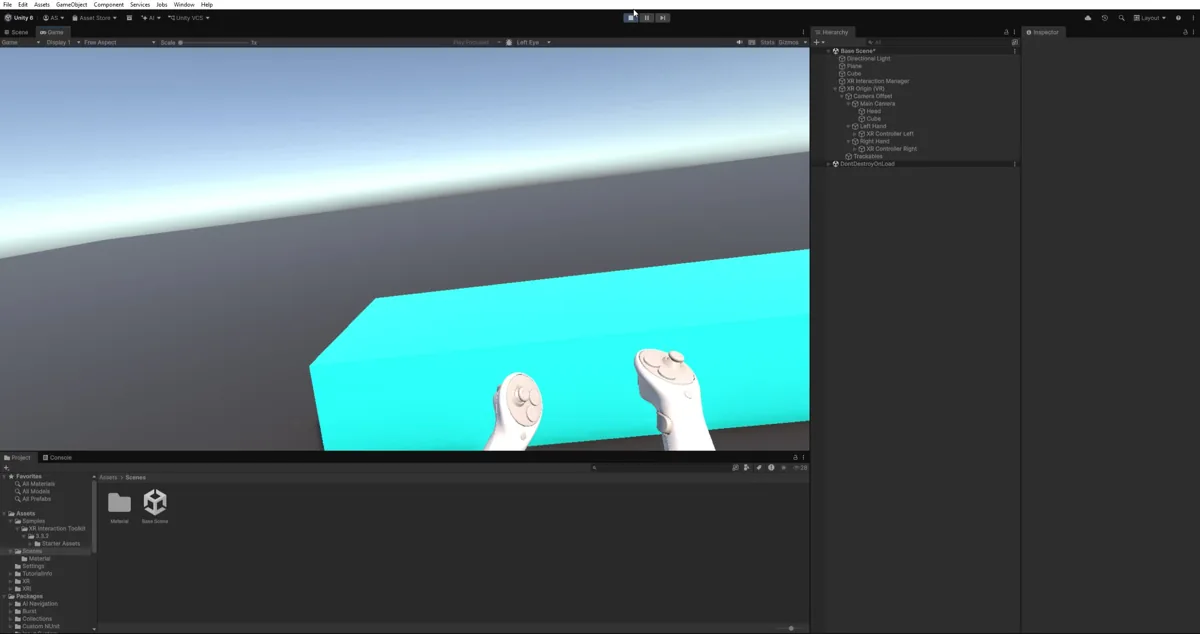 File Edit Assets GameObject Component Services Jobs Window Help
Unity 6 AS Asset Store AI Unity VCS Layout
Scene Game Hierarchy Inspector
Game Display 1 Free Aspect Scale 1x Play Focused Left Eye Stats Gizmos All
Base Scene*
Directional Light
Plane
Cube
XR Interaction Manager
XR Origin (VR)
Camera Offset
Main Camera
Head
Cube
Left Hand
XR Controller Left
Right Hand
XR Controller Right
Trackables
DontDestroyOnLoad
Project Console
Favorites
All Materials
All Models
All Prefabs
Assets
Samples
XR Interaction Toolkit
3.3.2
Starter Assets
Scenes
Material
Settings
TutorialInfo
XR
XRI
Packages
AI Navigation
Burst
Collections
Custom NUnit
Assets > Scenes
Material Base Scene